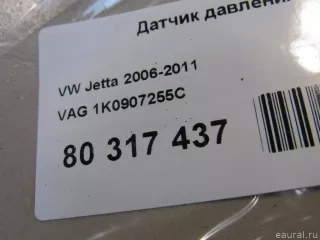 Датчик давлени
VW Jetta 2006-2011
VAG 1K0907255C
80 317 437
eaural.ru